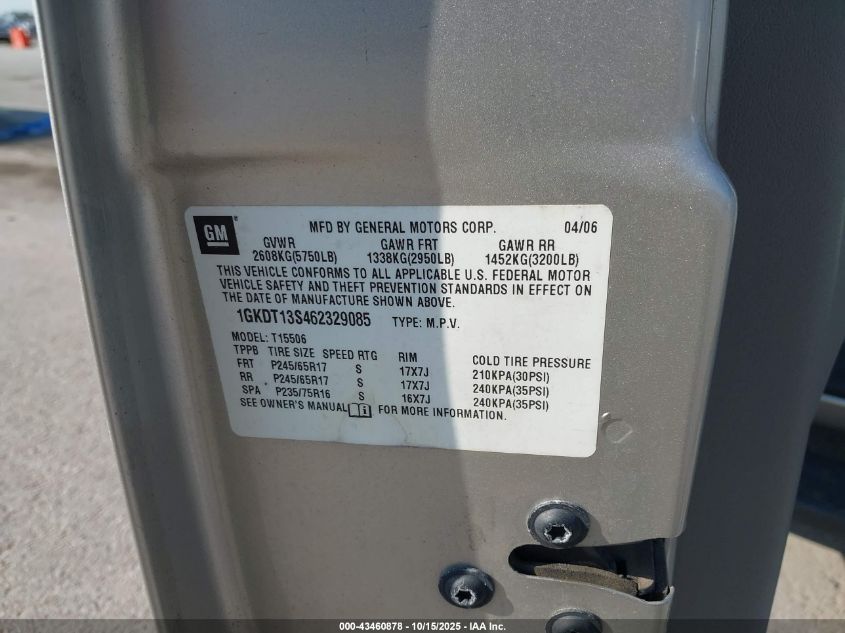 GM
MFD BY GENERAL MOTORS CORP. 04/06
GVWR GAWR FRT GAWR RR
2608KG(5750LB) 1338KG(2950LB) 1452KG(3200LB)
THIS VEHICLE CONFORMS TO ALL APPLICABLE U.S. FEDERAL MOTOR
VEHICLE SAFETY AND THEFT PREVENTION STANDARDS IN EFFECT ON
THE DATE OF MANUFACTURE SHOWN ABOVE.
1GKDT13S462329085 TYPE: M.P.V.
MODEL: T15506
TPPB TIRE SIZE SPEED RTG RIM COLD TIRE PRESSURE
FRT P245/65R17 S 17X7J 210KPA(30PSI)
RR P245/65R17 S 17X7J 240KPA(35PSI)
SPA P235/75R16 S 16X7J 240KPA(35PSI)
SEE OWNER'S MANUAL FOR MORE INFORMATION.
000-43460878 - 10/15/2025 - IAA Inc.